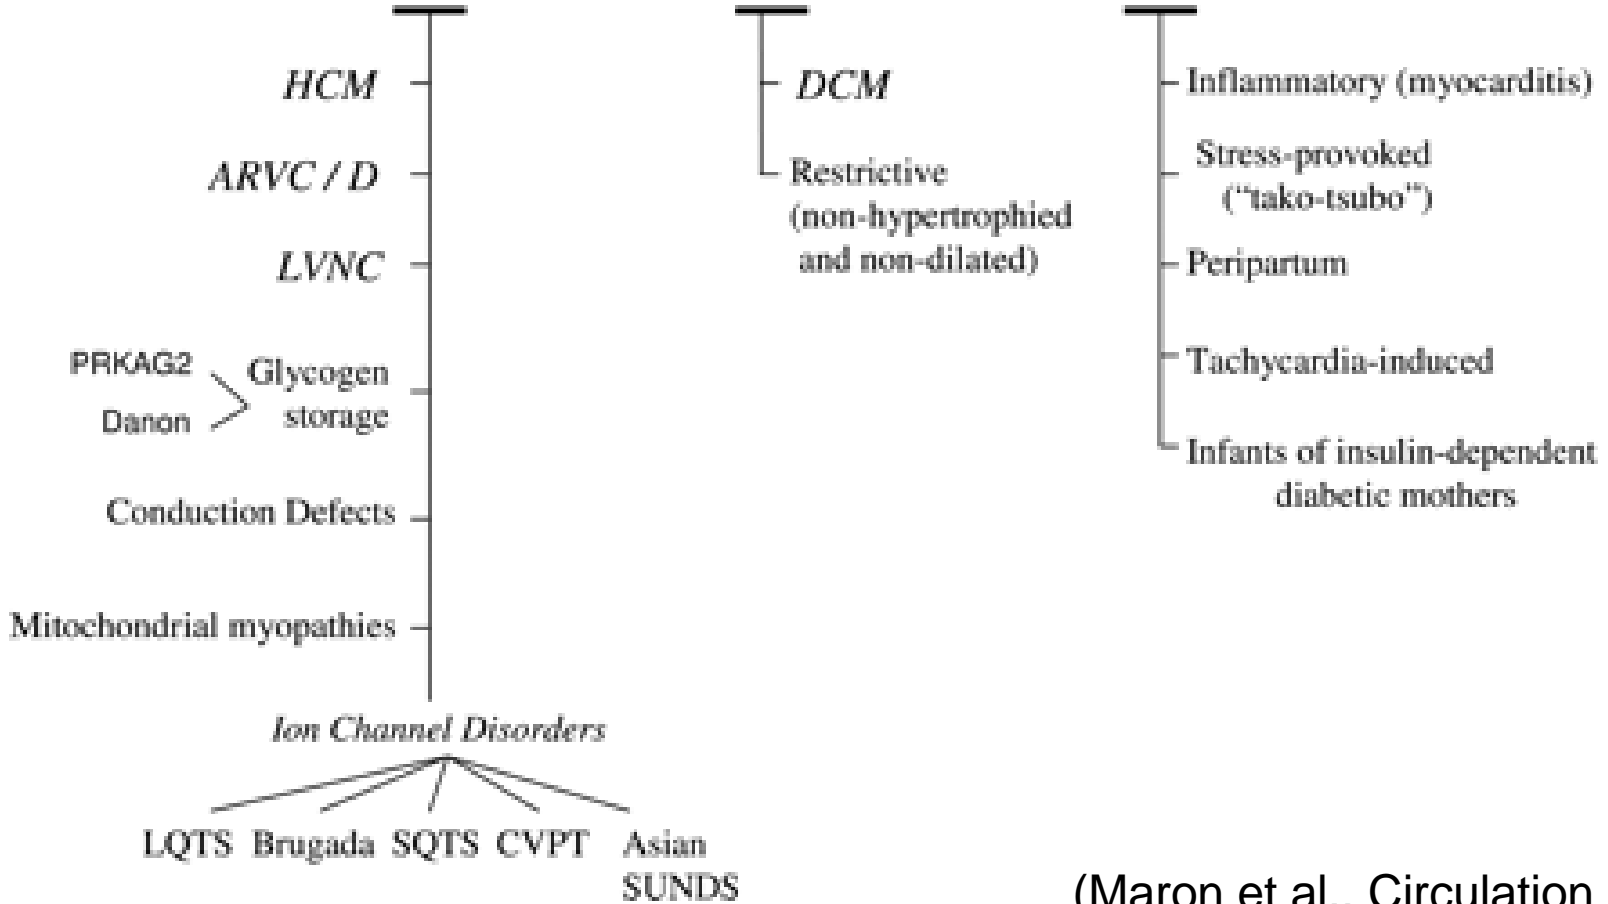 HCM
ARVC / D
LVNC
PRKAG2
Danon
Glycogen
storage
Conduction Defects
Mitochondrial myopathies
Ion Channel Disorders
LQTS Brugada SQTS CVPT Asian
SUNDS
DCM
Restrictive
(non-hypertrophied
and non-dilated)
Inflammatory (myocarditis)
Stress-provoked
(“tako-tsubo”)
Peripartum
Tachycardia-induced
Infants of insulin-dependent
diabetic mothers
(Maron et al., Circulation